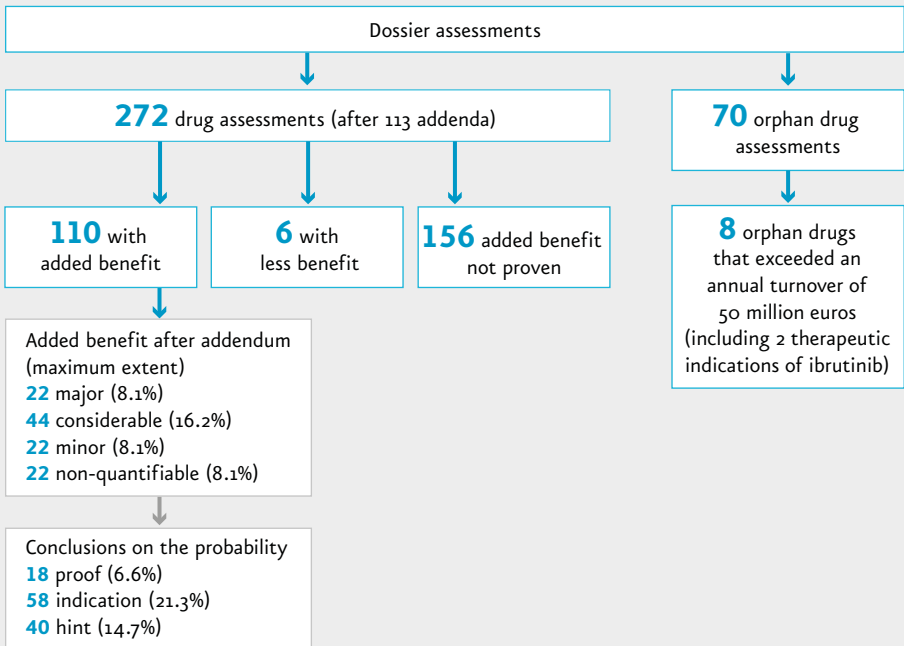 Dossier assessments
272 drug assessments (after 113 addenda)
70 orphan drug
assessments
110 with
added benefit
6 with
less benefit
156 added benefit
not proven
8 orphan drugs
that exceeded an
annual turnover of
50 million euros
(including 2 therapeutic
indications of ibrutinib)
Added benefit after addendum
(maximum extent)
22 major (8.1%)
44 considerable (16.2%)
22 minor (8.1%)
22 non-quantifiable (8.1%)
Conclusions on the probability
18 proof (6.6%)
58 indication (21.3%)
40 hint (14.7%)